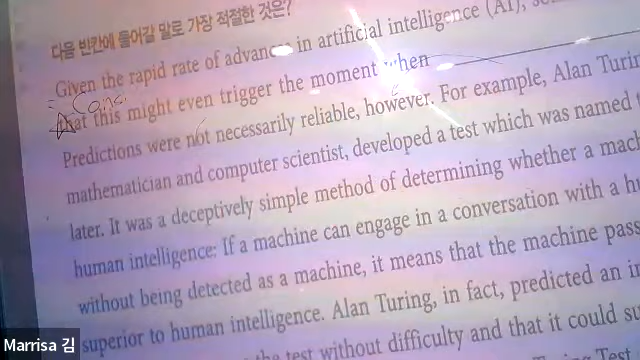 다음 빈칸에 들어갈 말로 가장 적절한 것은?
Given the rapid rate of advances in artificial intelligence (AI),
that this might even trigger the moment when
Predictions were not necessarily reliable, however. For example, Alan Turin
mathematician and computer scientist, developed a test which was named
later. It was a deceptively simple method of determining whether a mach
human intelligence: If a machine can engage in a conversation with a hu
without being detected as a machine, it means that the machine pass
superior to human intelligence. Alan Turing, in fact, predicted an in
the test without difficulty and that it could su
Marrisa 김